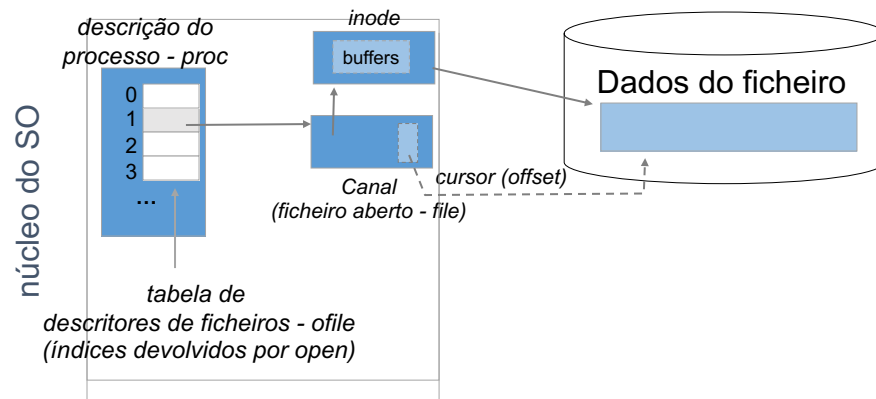 núcleo do SO
descrição do
processo - proc
0
1
2
3
...
inode
buffers
Canal
(ficheiro aberto - file)
cursor (offset)
Dados do ficheiro
tabela de
descritores de ficheiros - ofile
(índices devolvidos por open)